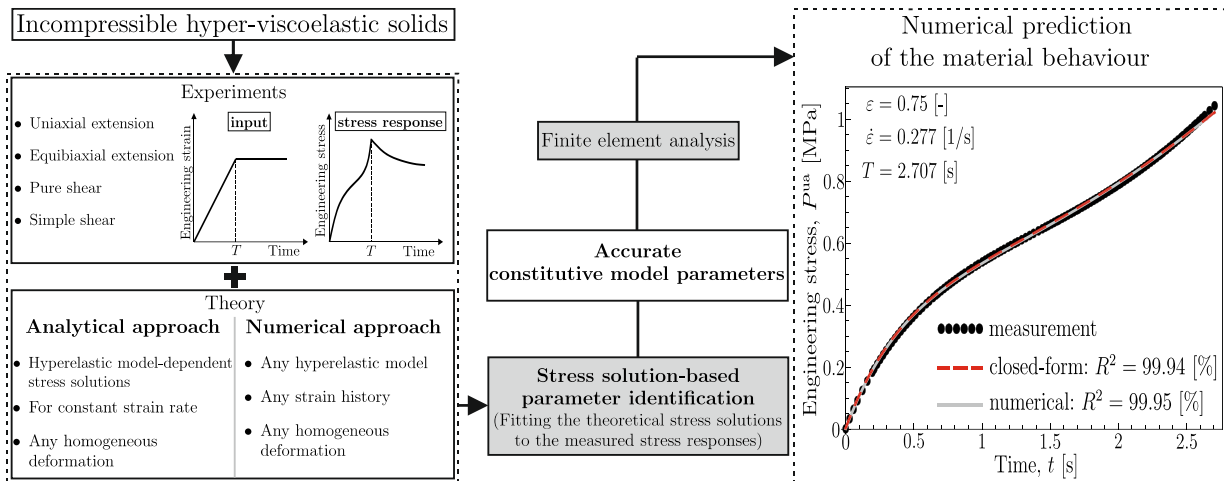 Incompressible hyper-viscoelastic solids
Experiments
• Uniaxial extension
• Equibiaxial extension
• Pure shear
• Simple shear
input
Engineering strain
T
Time
stress response
Engineering stress
T
Time
Theory
Analytical approach
• Hyperelastic model-dependent
stress solutions
• For constant strain rate
• Any homogeneous
deformation
Numerical approach
• Any hyperelastic model
• Any strain history
• Any homogeneous
deformation
Stress solution-based
parameter identification
(Fitting the theoretical stress solutions
to the measured stress responses)
Accurate
constitutive model parameters
Finite element analysis
Numerical prediction
of the material behaviour
ε = 0.75 [-]
ε̇ = 0.277 [1/s]
T = 2.707 [s]
Engineering stress, Pᵘᵃ [MPa]
1
0.8
0.6
0.4
0.2
0
measurement
closed-form: R² = 99.94 [%]
numerical: R² = 99.95 [%]
0 0.5 1 1.5 2 2.5
Time, t [s]